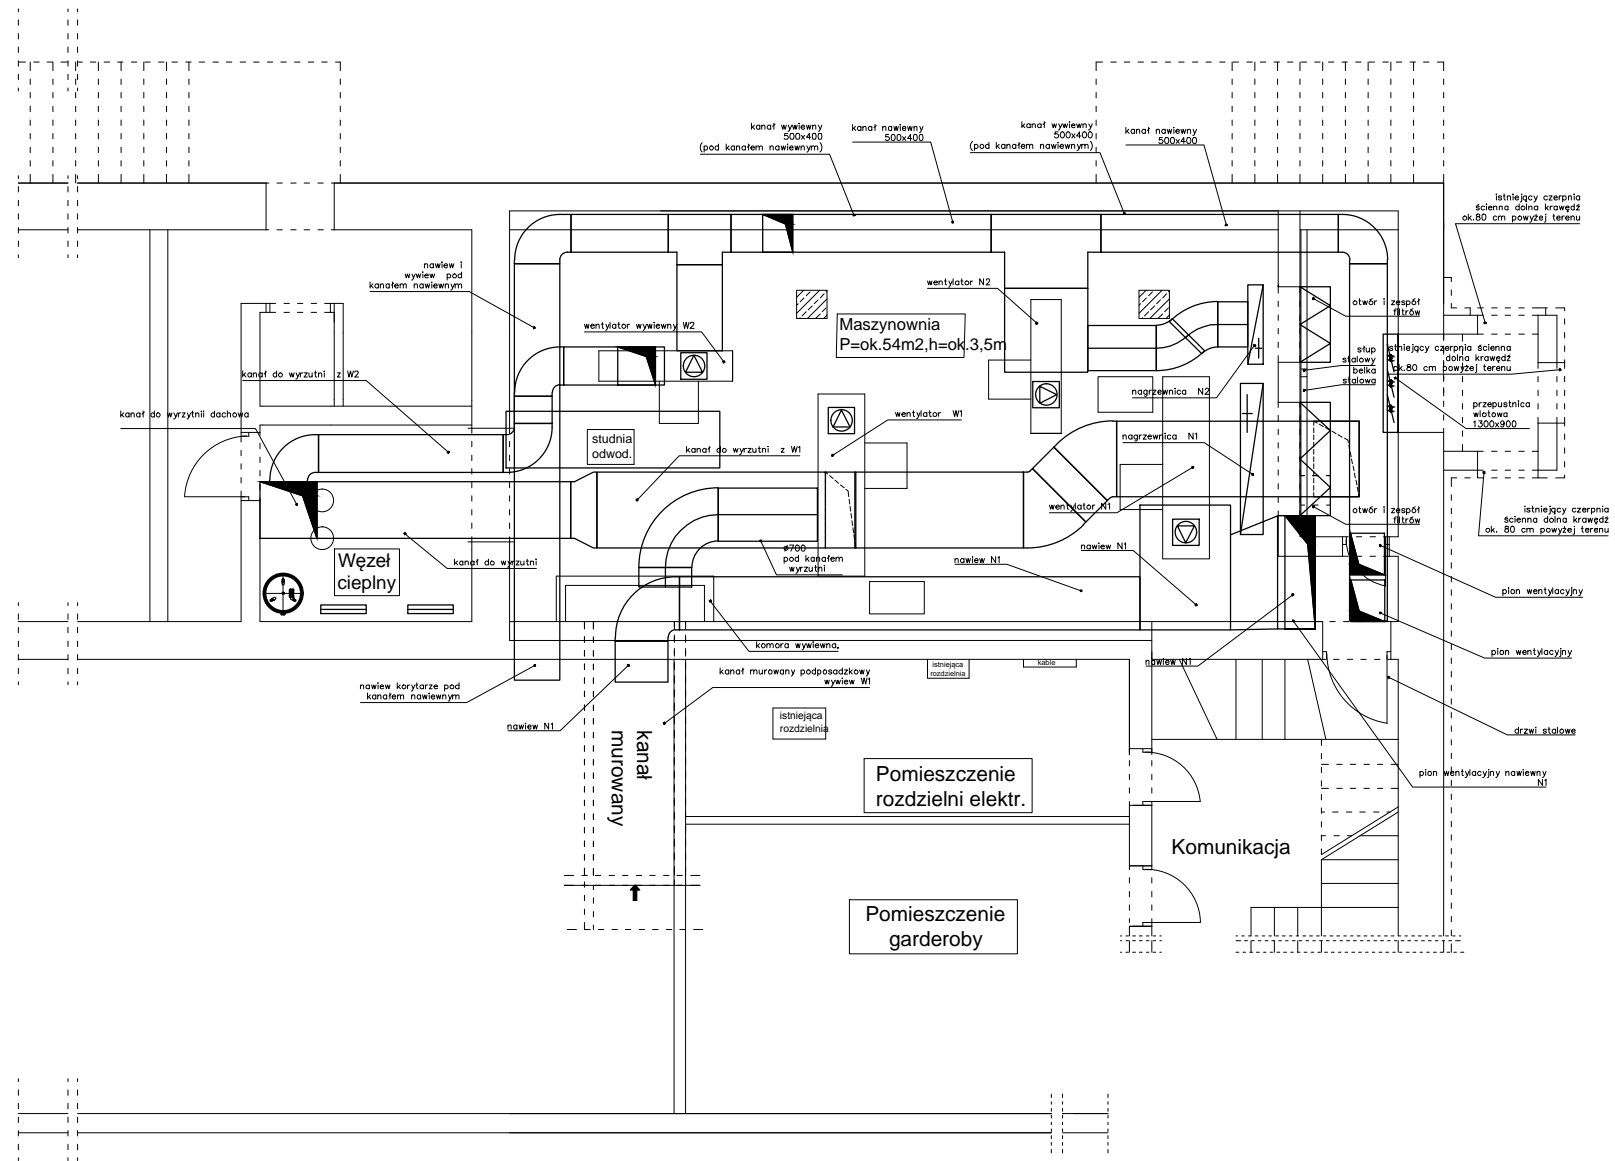 kanał wywiewny
500x400
(pod kanałem nawiewnym)
kanał nawiewny
500x400
kanał wywiewny
500x400
(pod kanałem nawiewnym)
kanał nawiewny
500x400
istniejący czerpnia
ścienna dolna krawędź
ok.80 cm powyżej terenu
nawiew i
wywiew pod
kanałem nawiewnym
wentylator N2
otwór i zespół
filtrów
wentylator wywiewny W2
Maszynownia
P=ok.54m2,h=ok.3,5m
słup
stalowy
belka
stalowa
istniejący czerpnia ścienna
dolna krawędź
ok.80 cm powyżej terenu
kanał do wyrzutni z W2
nagrzewnica N2
przepustnica
wlotowa
1300x900
kanał do wyrzytnii dachowa
wentylator W1
studnia
odwod.
kanał do wyrzutni z W1
nagrzewnica N1
wentylator N1
otwór i zespół
filtrów
istniejący czerpnia
ścienna dolna krawędź
ok. 80 cm powyżej terenu
Węzeł
cieplny
kanał do wyrzutni
ø700
pod kanałem
wyrzutni
nawiew N1
nawiew N1
pion wentylacyjny
komora wywiewna,
pion wentylacyjny
nawiew korytarze pod
kanałem nawiewnym
kanał murowany podposadzkowy
wywiew W1
istniejąca
rozdzielnia
kable
nawiew N1
nawiew N1
istniejąca
rozdzielnia
drzwi stalowe
kanał
murowany
Pomieszczenie
rozdzielni elektr.
pion wentylacyjny nawiewny
N1
Komunikacja
Pomieszczenie
garderoby